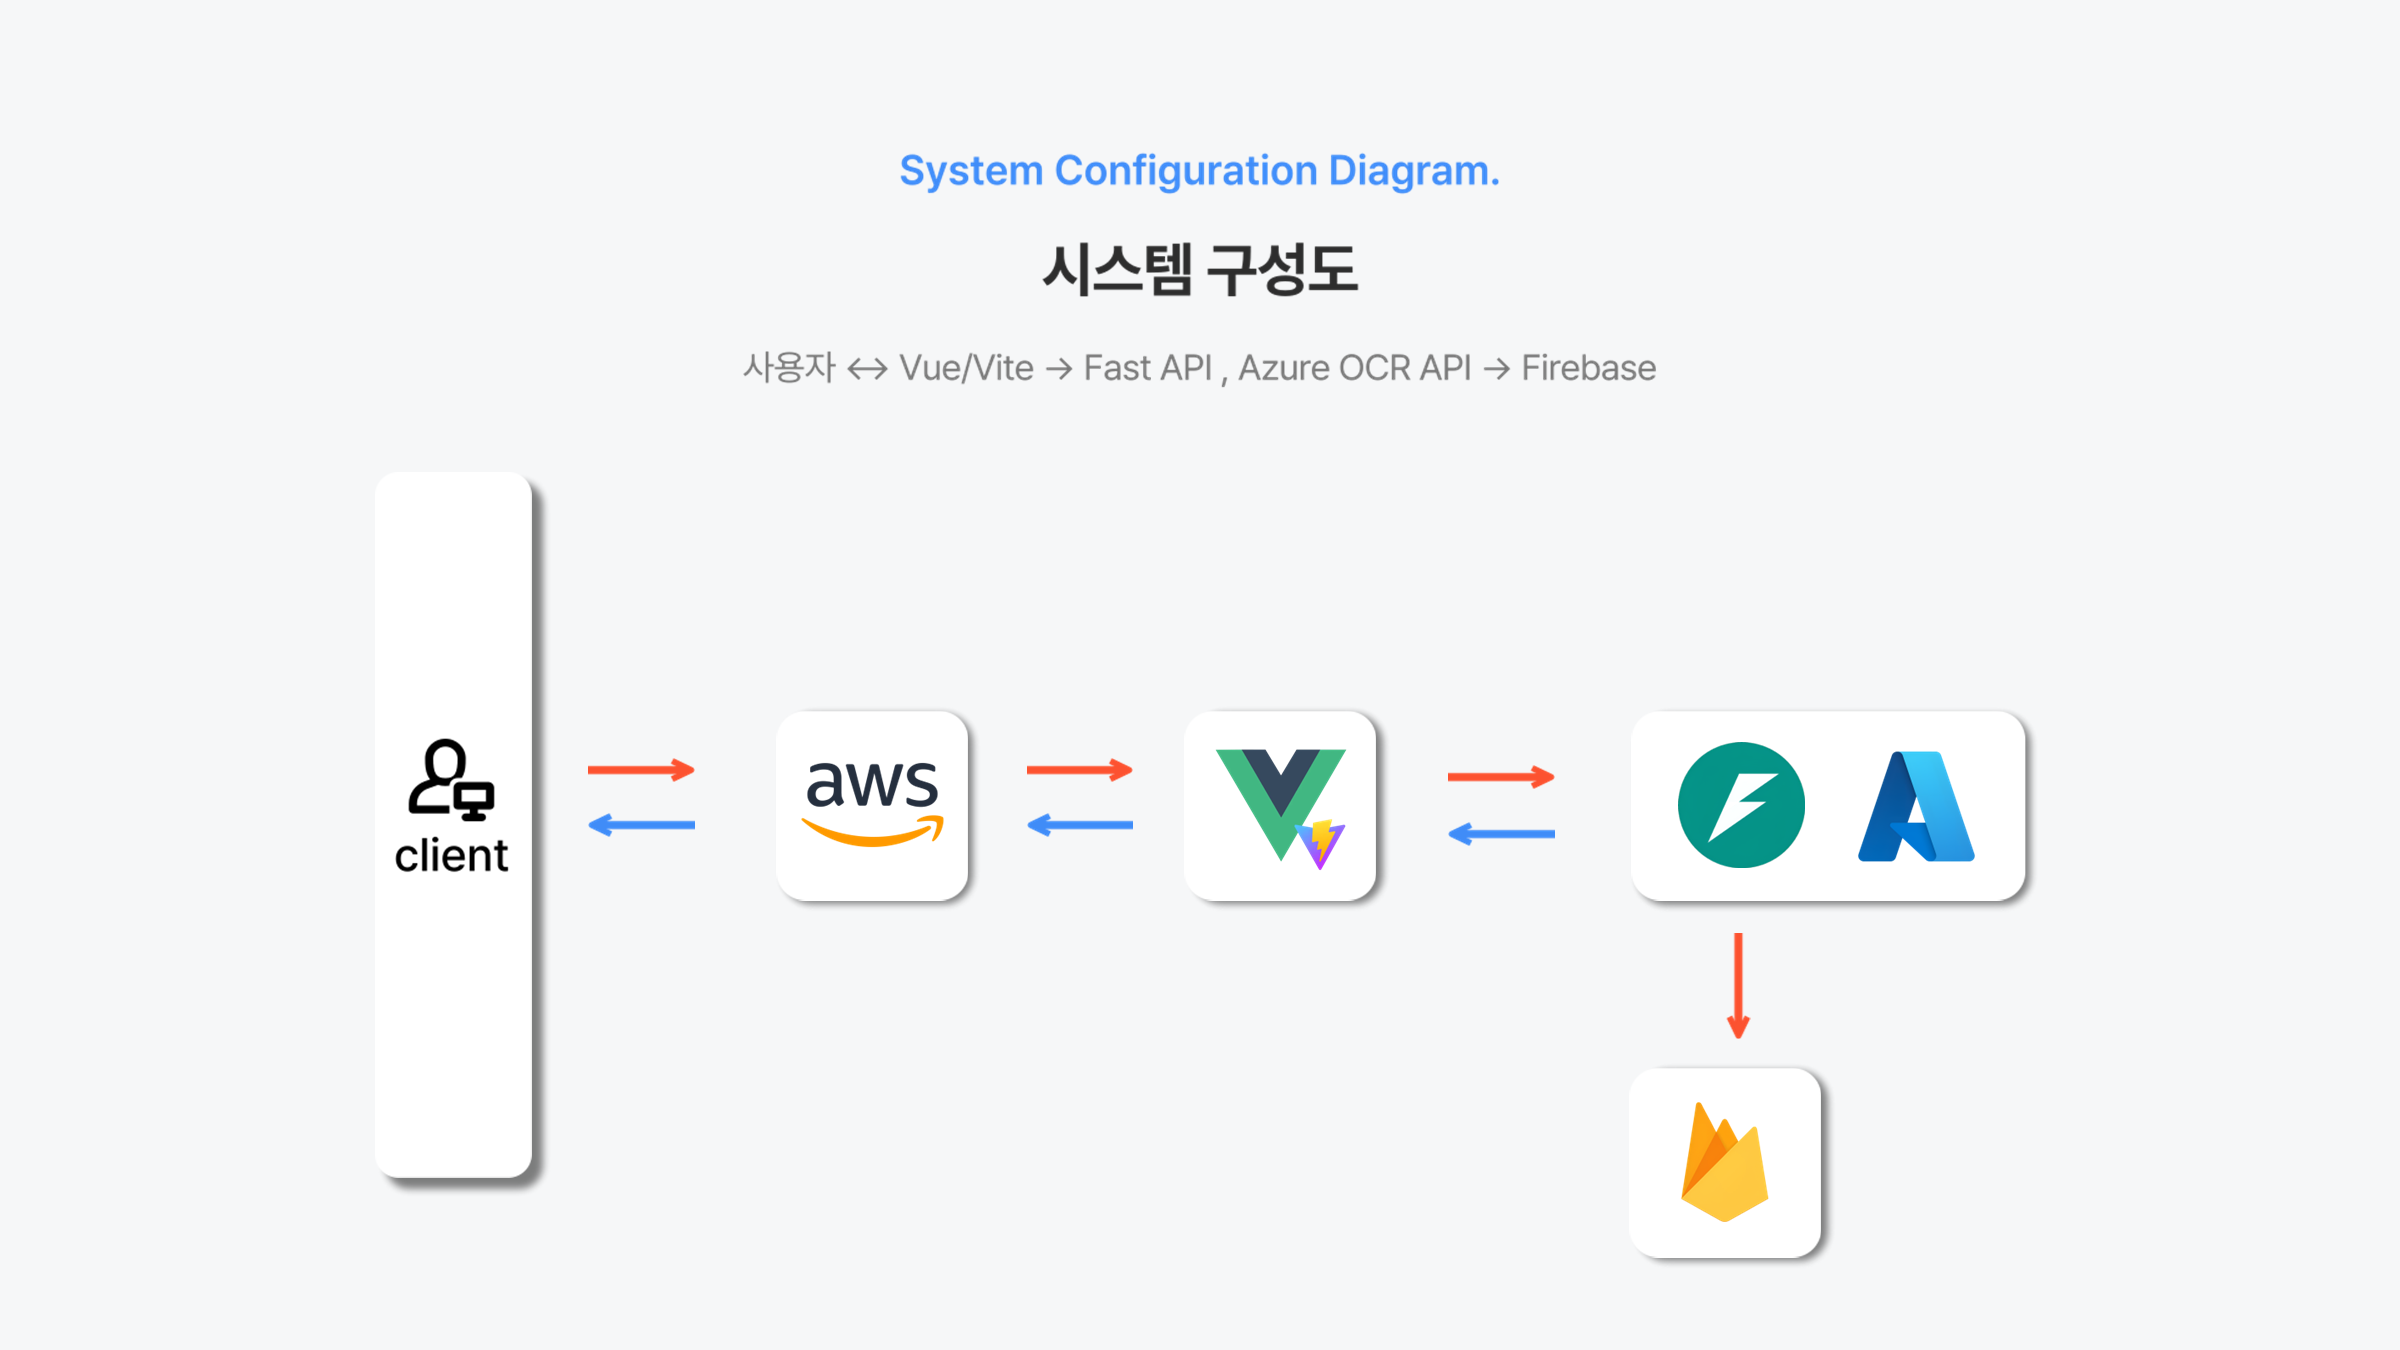 System Configuration Diagram.
시스템 구성도
사용자 ↔ Vue/Vite → Fast API , Azure OCR API → Firebase
client
aws